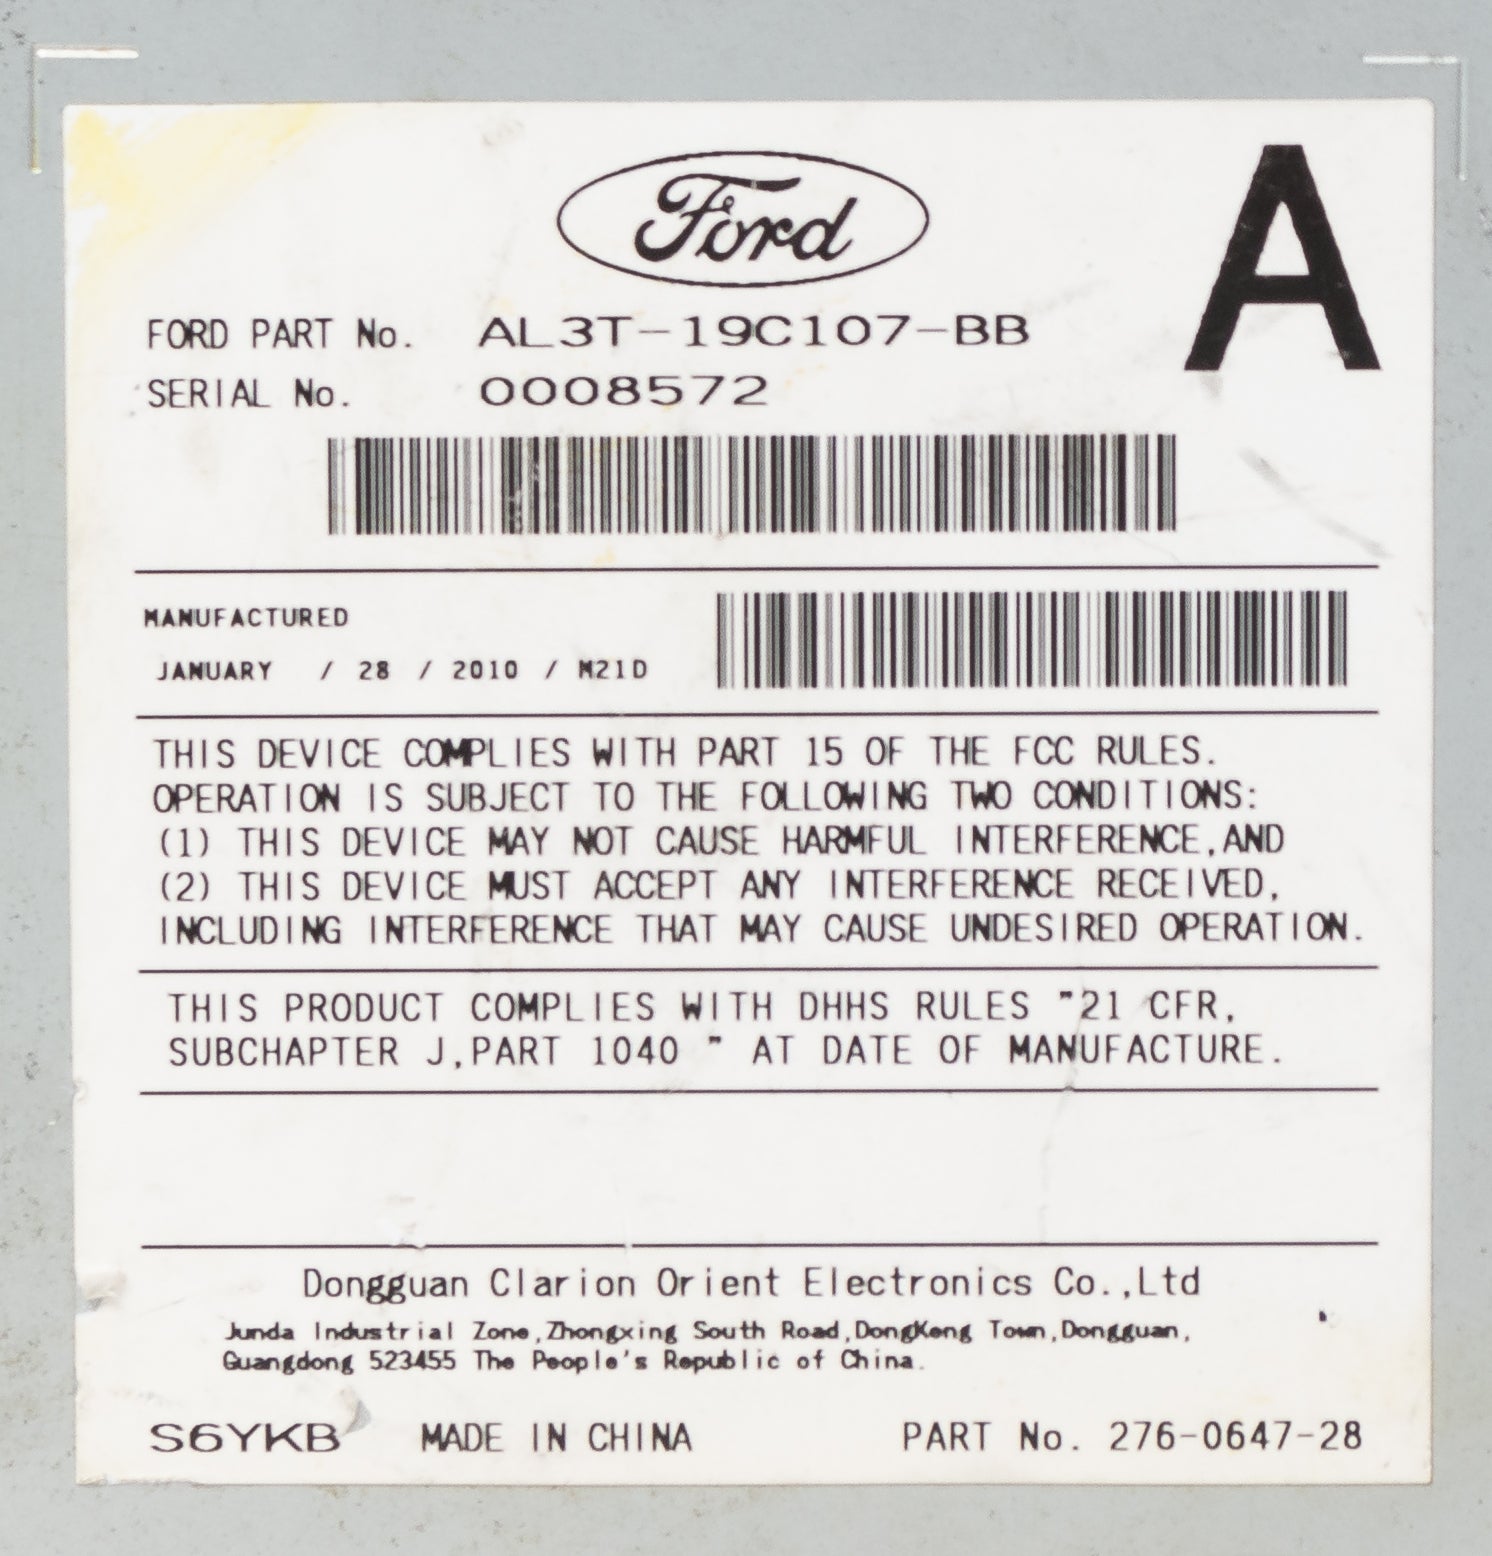 Ford
A
FORD PART No. AL3T-19C107-BB
SERIAL No. 0008572
MANUFACTURED
JANUARY / 28 / 2010 / M21D
THIS DEVICE COMPLIES WITH PART 15 OF THE FCC RULES.
OPERATION IS SUBJECT TO THE FOLLOWING TWO CONDITIONS:
(1) THIS DEVICE MAY NOT CAUSE HARMFUL INTERFERENCE,AND
(2) THIS DEVICE MUST ACCEPT ANY INTERFERENCE RECEIVED,
INCLUDING INTERFERENCE THAT MAY CAUSE UNDESIRED OPERATION.
THIS PRODUCT COMPLIES WITH DHHS RULES "21 CFR,
SUBCHAPTER J,PART 1040 " AT DATE OF MANUFACTURE.
Dongguan Clarion Orient Electronics Co.,Ltd
Junda Industrial Zone,Zhongxing South Road,DongKeng Town,Dongguan,
Guangdong 523455 The People's Republic of China.
S6YKB MADE IN CHINA PART No. 276-0647-28